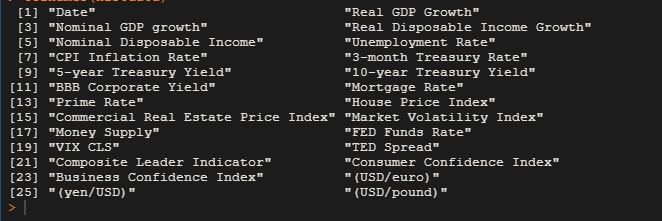 [1] "Date" "Real GDP Growth"
[3] "Nominal GDP growth" "Real Disposable Income Growth"
[5] "Nominal Disposable Income" "Unemployment Rate"
[7] "CPI Inflation Rate" "3-month Treasury Rate"
[9] "5-year Treasury Yield" "10-year Treasury Yield"
[11] "BBB Corporate Yield" "Mortgage Rate"
[13] "Prime Rate" "House Price Index"
[15] "Commercial Real Estate Price Index" "Market Volatility Index"
[17] "Money Supply" "FED Funds Rate"
[19] "VIX CLS" "TED Spread"
[21] "Composite Leader Indicator" "Consumer Confidence Index"
[23] "Business Confidence Index" "(USD/euro)"
[25] "(yen/USD)" "(USD/pound)"
>